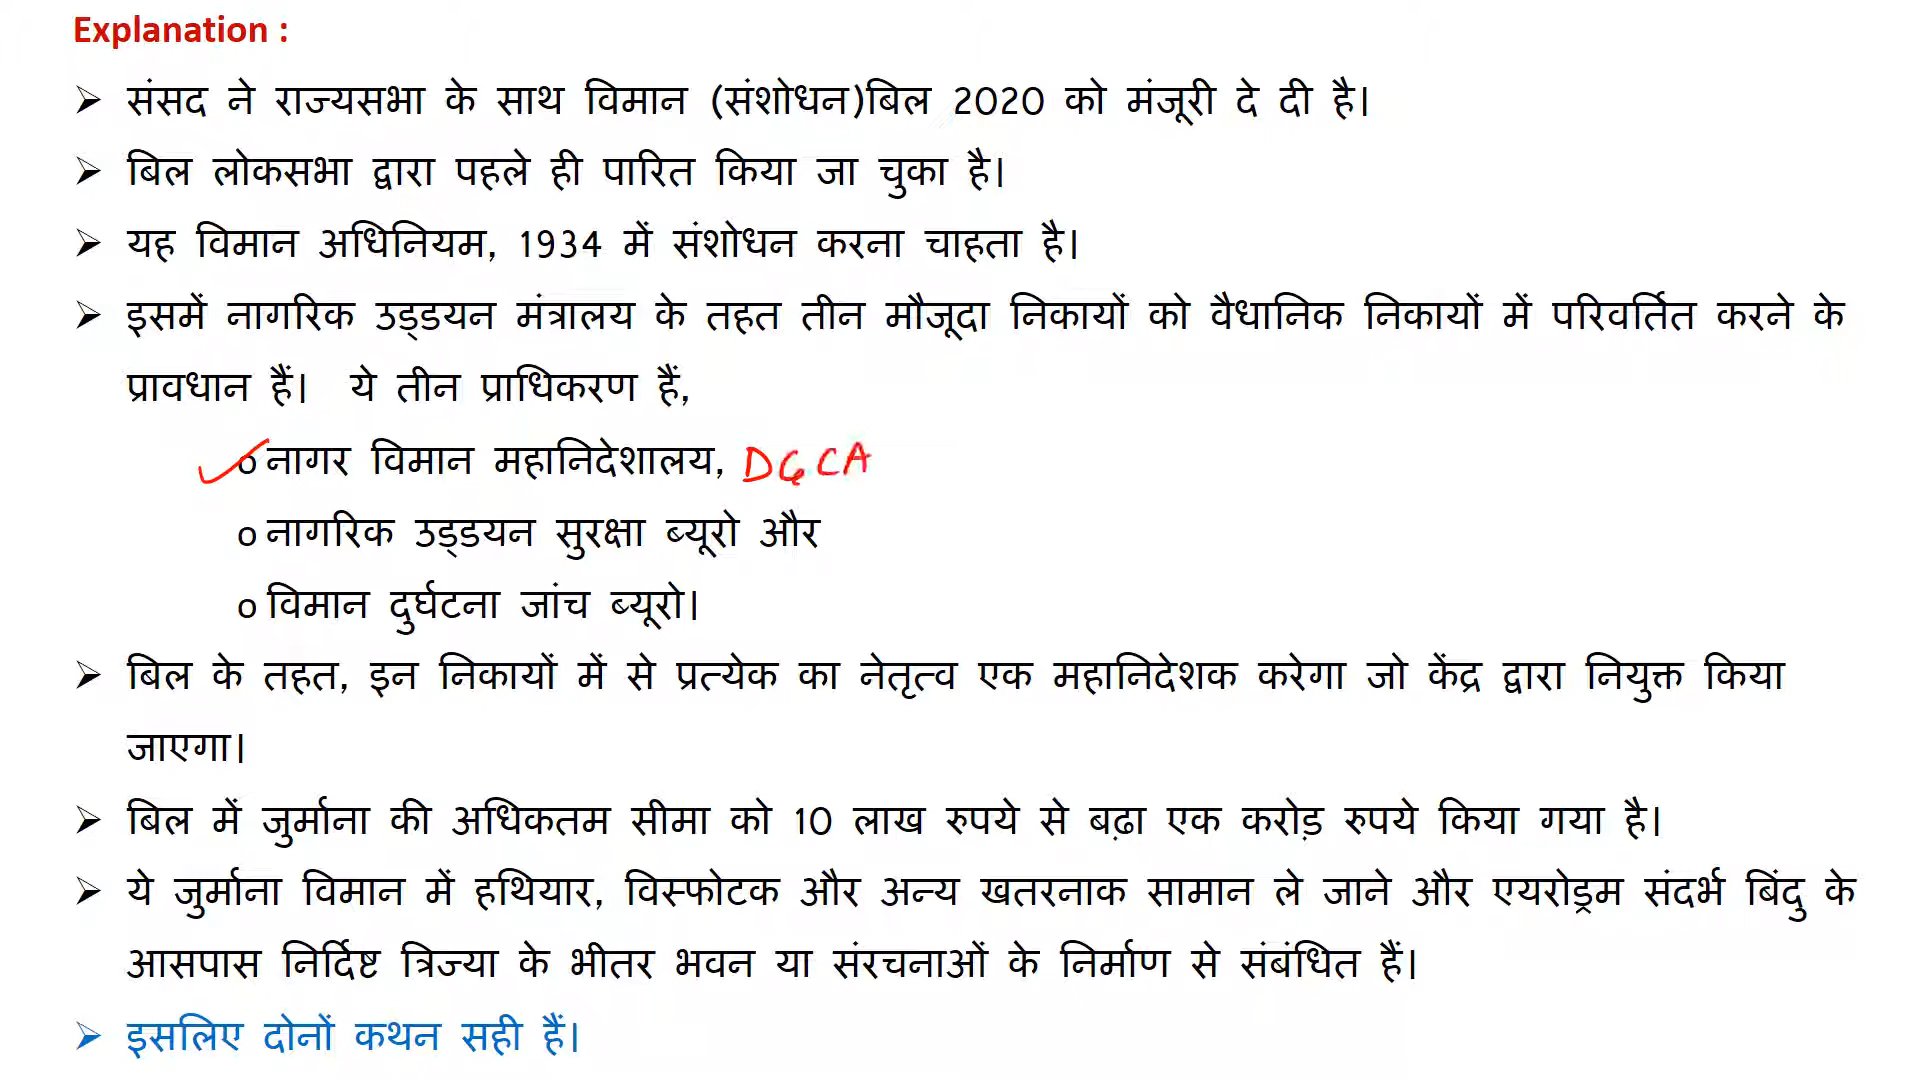 Explanation :
➢ संसद ने राज्यसभा के साथ विमान (संशोधन)बिल 2020 को मंजूरी दे दी है।
➢ बिल लोकसभा द्वारा पहले ही पारित किया जा चुका है।
➢ यह विमान अधिनियम, 1934 में संशोधन करना चाहता है।
➢ इसमें नागरिक उड्डयन मंत्रालय के तहत तीन मौजूदा निकायों को वैधानिक निकायों में परिवर्तित करने के
प्रावधान हैं। ये तीन प्राधिकरण हैं,
o नागर विमान महानिदेशालय, DGCA
o नागरिक उड्डयन सुरक्षा ब्यूरो और
o विमान दुर्घटना जांच ब्यूरो।
➢ बिल के तहत, इन निकायों में से प्रत्येक का नेतृत्व एक महानिदेशक करेगा जो केंद्र द्वारा नियुक्त किया
जाएगा।
➢ बिल में जुर्माना की अधिकतम सीमा को 10 लाख रुपये से बढ़ा एक करोड़ रुपये किया गया है।
➢ ये जुर्माना विमान में हथियार, विस्फोटक और अन्य खतरनाक सामान ले जाने और एयरोड्रम संदर्भ बिंदु के
आसपास निर्दिष्ट त्रिज्या के भीतर भवन या संरचनाओं के निर्माण से संबंधित हैं।
➢ इसलिए दोनों कथन सही हैं।